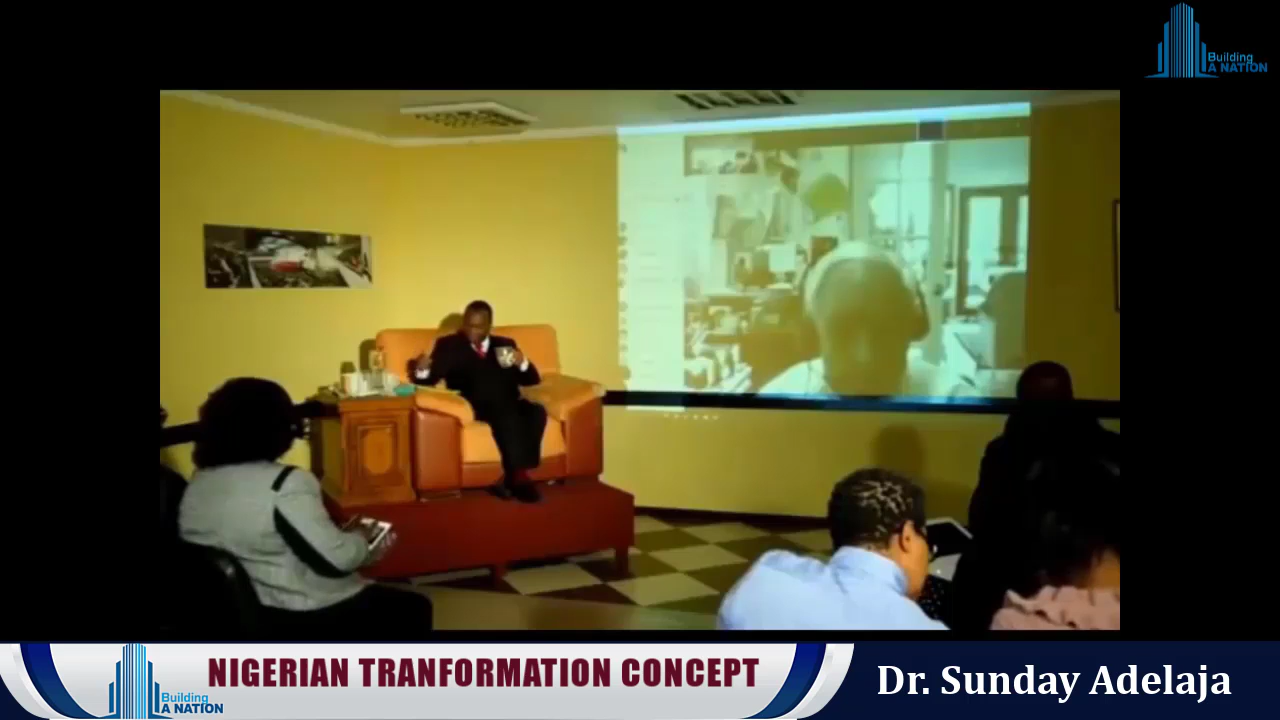 Building
A NATION
NIGERIAN TRANFORMATION CONCEPT
Building
A NATION
Dr. Sunday Adelaja